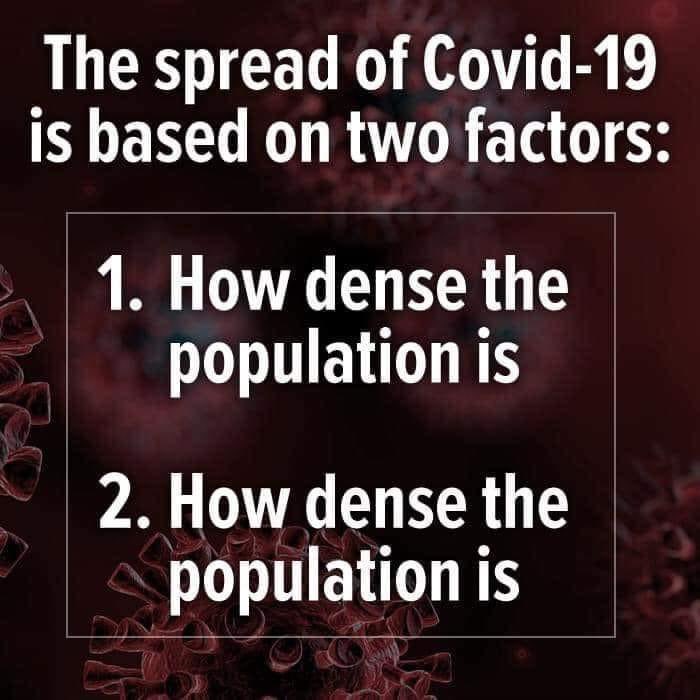 The spread of Covid-19
is based on two factors:
1. How dense the
population is
2. How dense the
population is